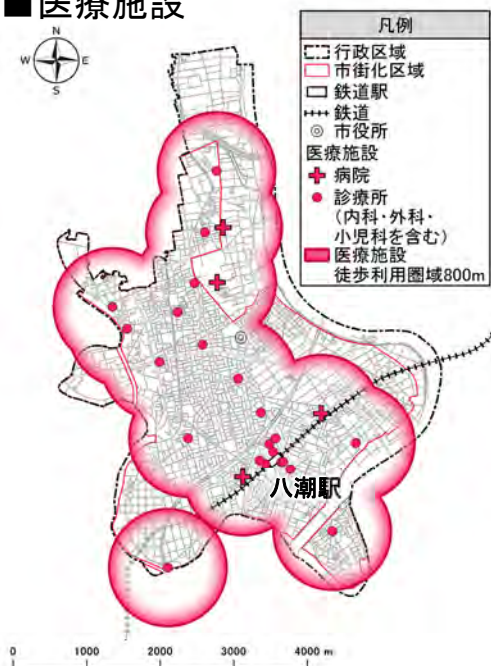 ■医療施設
N
W E
S
凡例
行政区域
市街化区域
鉄道駅
鉄道
市役所
医療施設
病院
診療所
(内科・外科・
小児科を含む)
医療施設
徒歩利用圏域800m
八潮駅
0 1000 2000 3000 4000 m